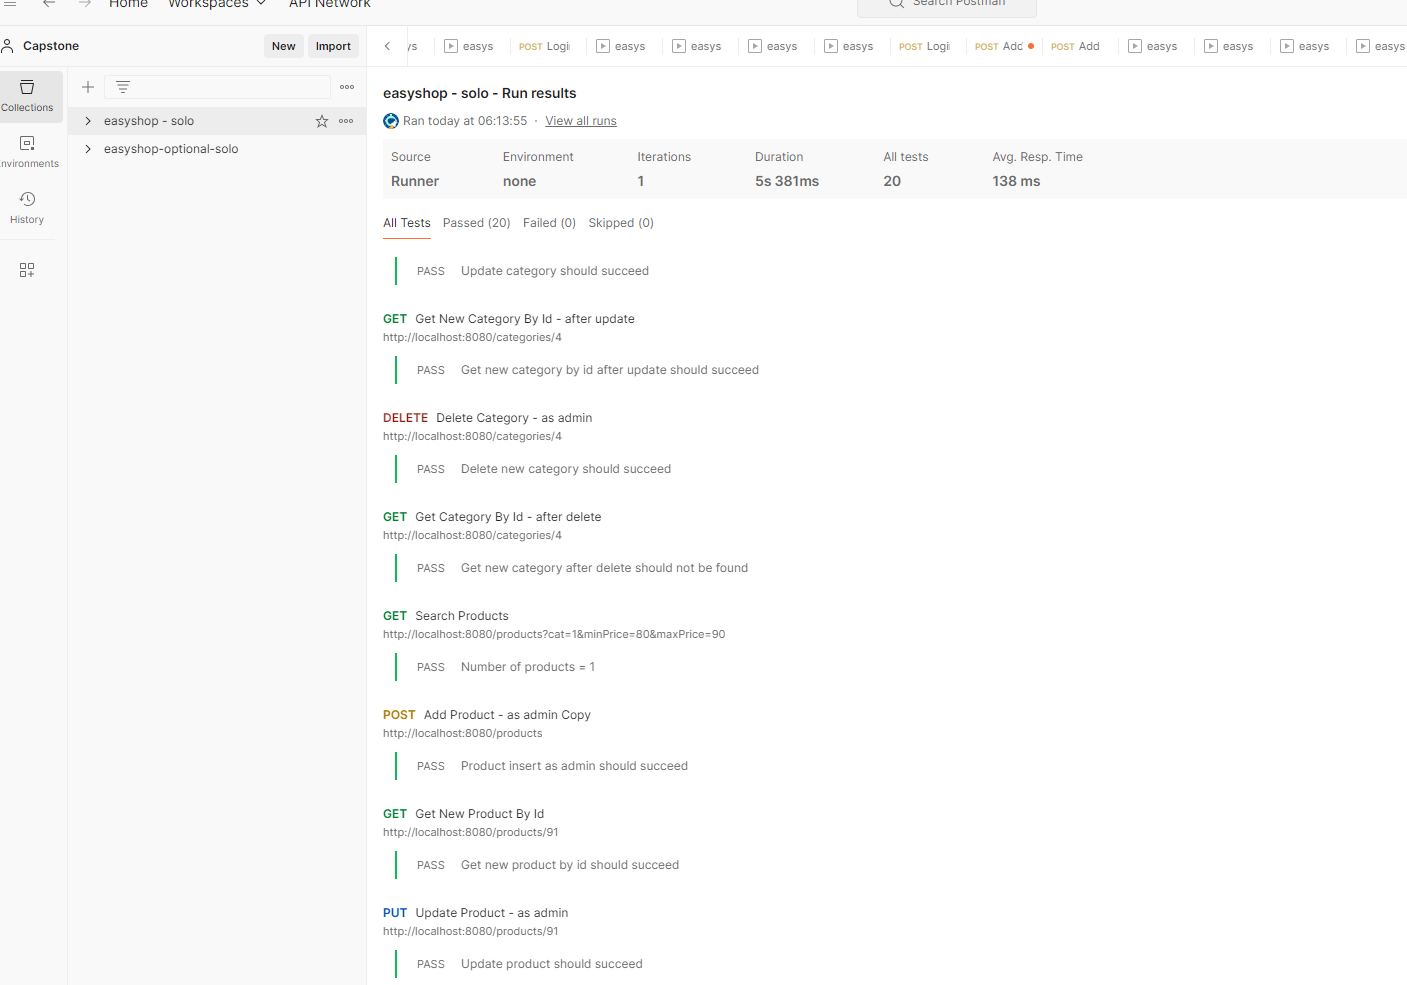 Home Workspaces API Network Search Postman
Capstone New Import
ys easys POST Logi easys easys easys easys POST Logi POST Adc POST Add easys easys easys easys
Collections
Environments
History
easyshop - solo
easyshop-optional-solo
easyshop - solo - Run results
Ran today at 06:13:55 · View all runs
Source Environment Iterations Duration All tests Avg. Resp. Time
Runner none 1 5s 381ms 20 138 ms
All Tests Passed (20) Failed (0) Skipped (0)
PASS Update category should succeed
GET Get New Category By Id - after update
http://localhost:8080/categories/4
PASS Get new category by id after update should succeed
DELETE Delete Category - as admin
http://localhost:8080/categories/4
PASS Delete new category should succeed
GET Get Category By Id - after delete
http://localhost:8080/categories/4
PASS Get new category after delete should not be found
GET Search Products
http://localhost:8080/products?cat=1&minPrice=80&maxPrice=90
PASS Number of products = 1
POST Add Product - as admin Copy
http://localhost:8080/products
PASS Product insert as admin should succeed
GET Get New Product By Id
http://localhost:8080/products/91
PASS Get new product by id should succeed
PUT Update Product - as admin
http://localhost:8080/products/91
PASS Update product should succeed